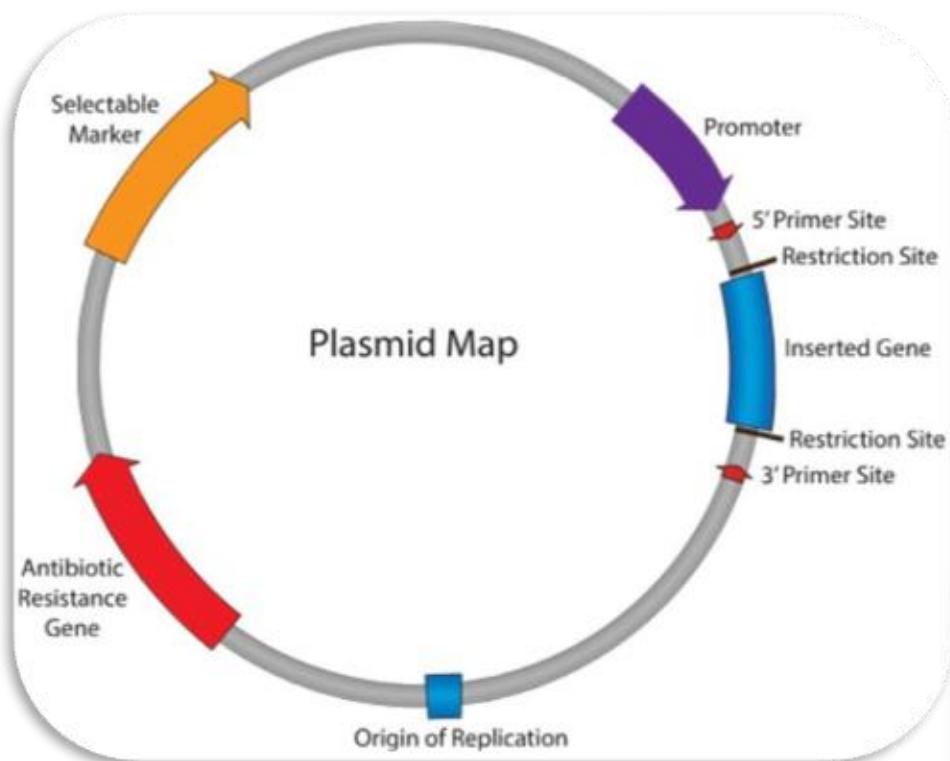 Selectable
Marker
Promoter
5' Primer Site
Restriction Site
Plasmid Map
Inserted Gene
Restriction Site
3' Primer Site
Antibiotic
Resistance
Gene
Origin of Replication